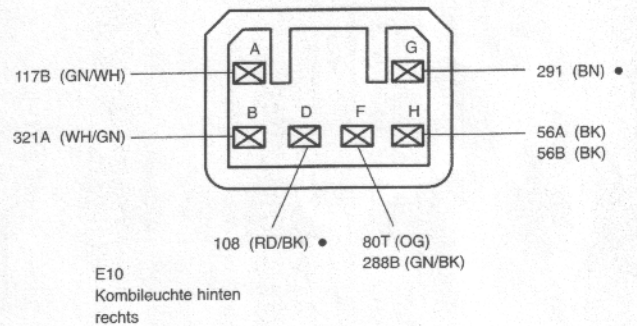 A
G
117B (GN/WH)
291 (BN) ●
B
D
F
H
321A (WH/GN)
56A (BK)
56B (BK)
108 (RD/BK) ●
80T (OG)
288B (GN/BK)
E10
Kombileuchte hinten
rechts